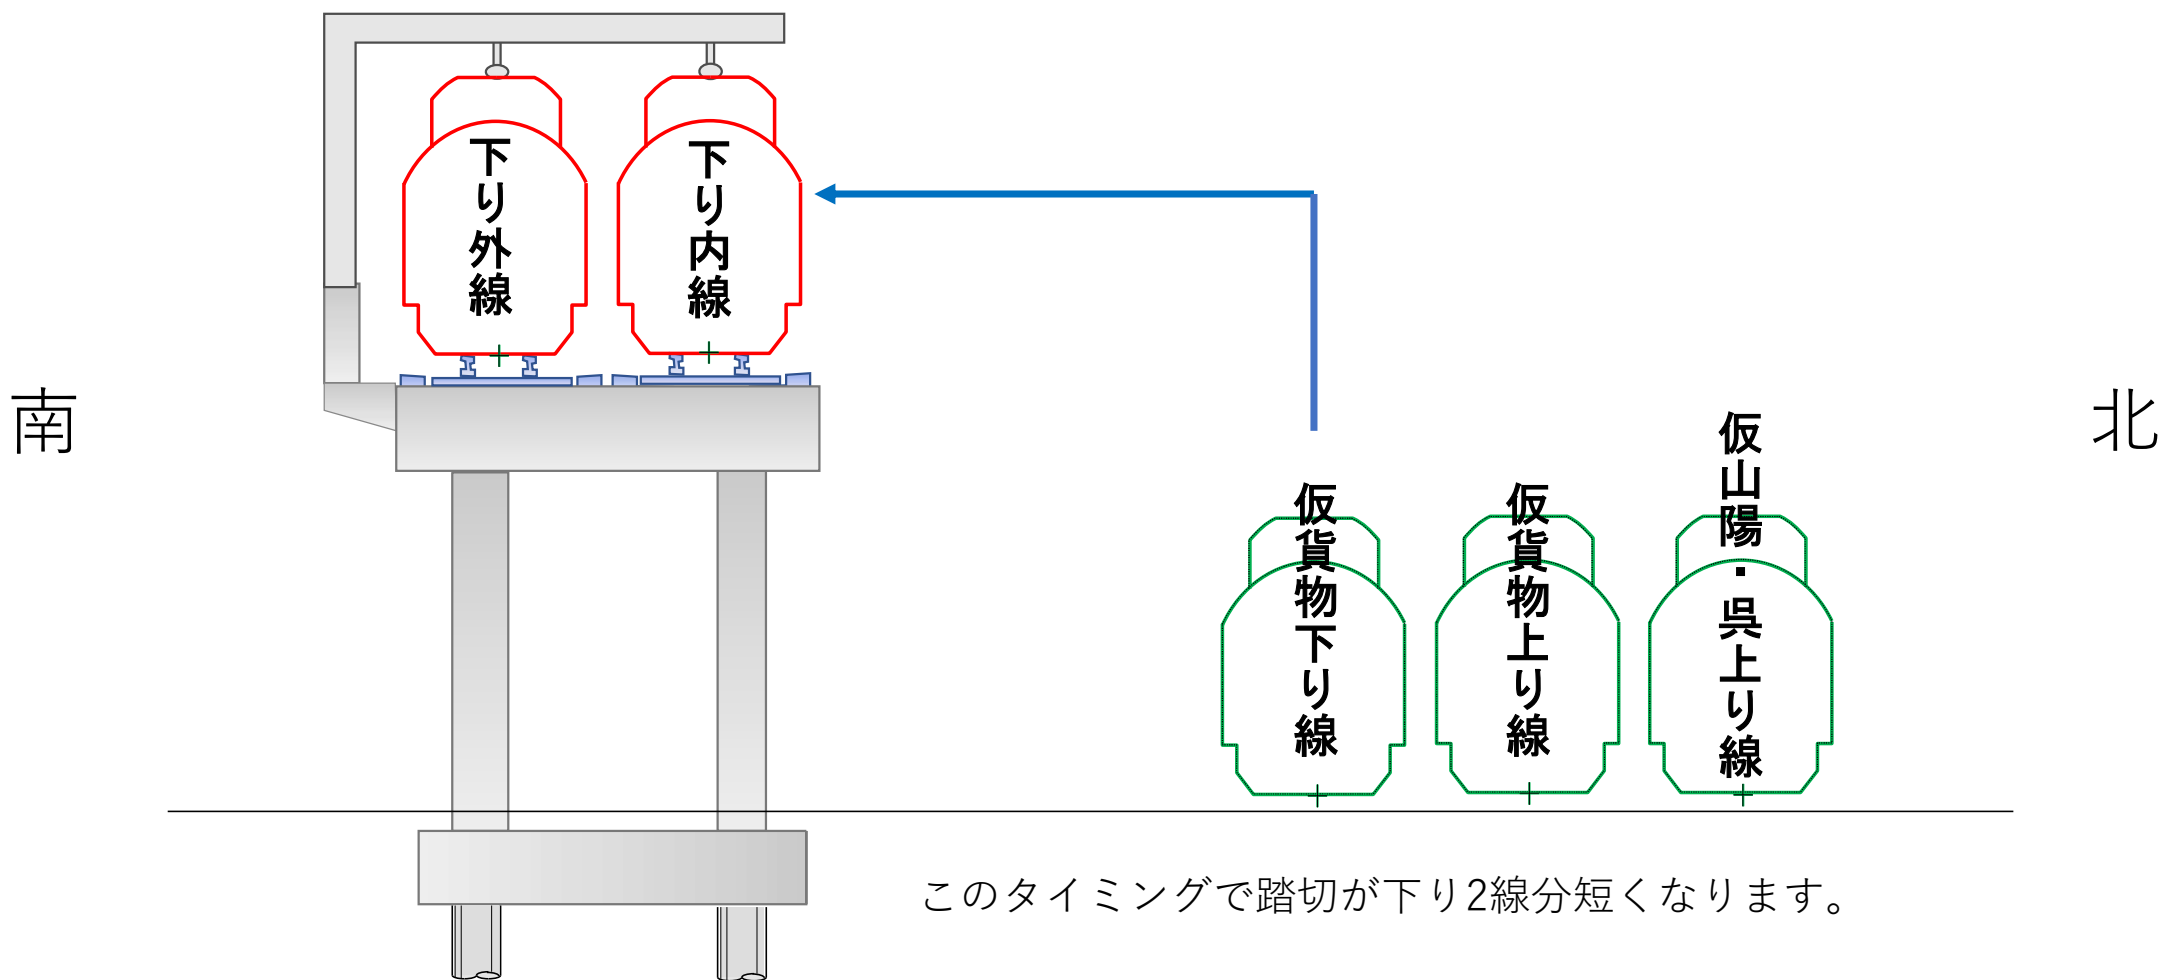 南
下り外線
下り内線
仮貨物下り線
仮貨物上り線
仮山陽・呉上り線
北
このタイミングで踏切が下り2線分短くなります。